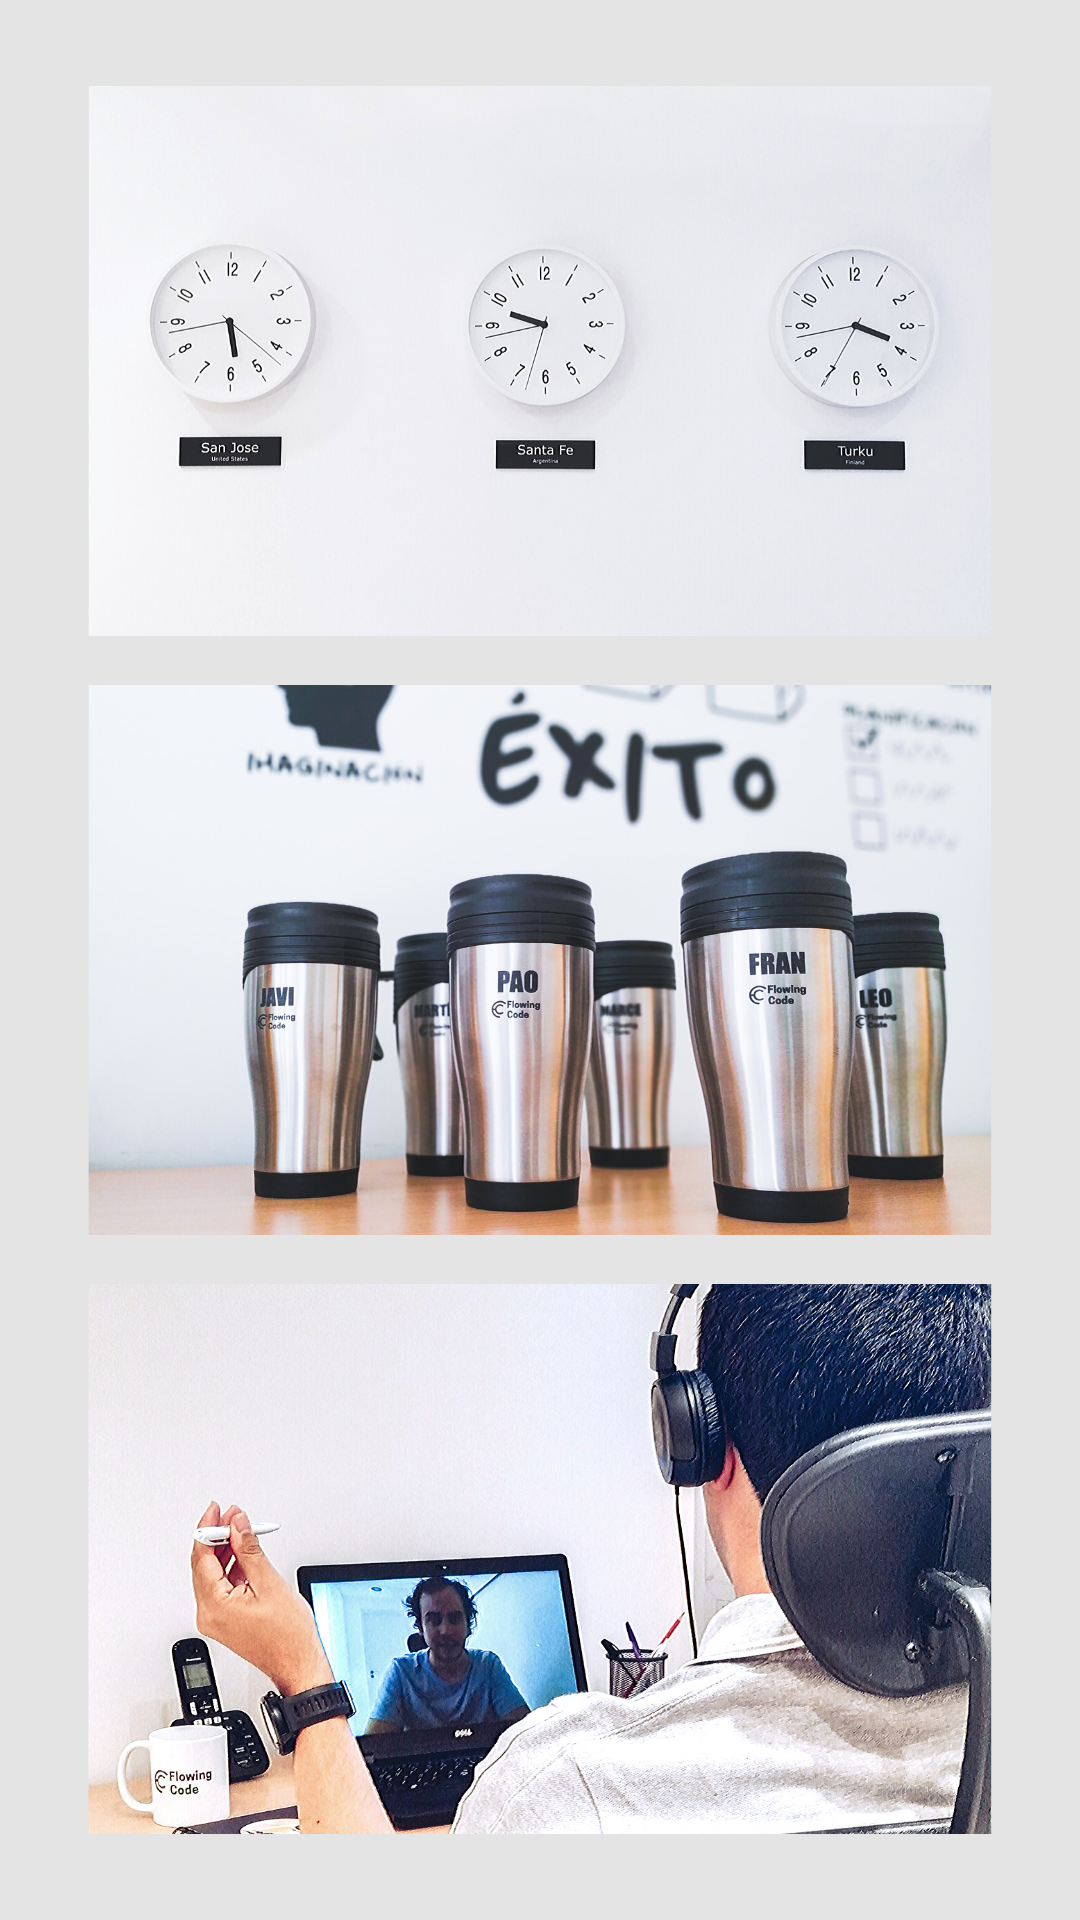 12 1 2 3 4 5 6 7 8 9 10 11
12 1 2 3 4 5 6 7 8 9 10 11
12 1 2 3 4 5 6 7 8 9 10 11
San Jose
United States
Santa Fe
Argentina
Turku
Finland
IMAGINACION
ÉXITO
PLANIFICACION
JAVI
Flowing
Code
MARTI
Flowing
Code
PAO
Flowing
Code
MARCE
Flowing
Code
FRAN
Flowing
Code
LEO
Flowing
Code
Panasonic
DELL
Flowing
Code